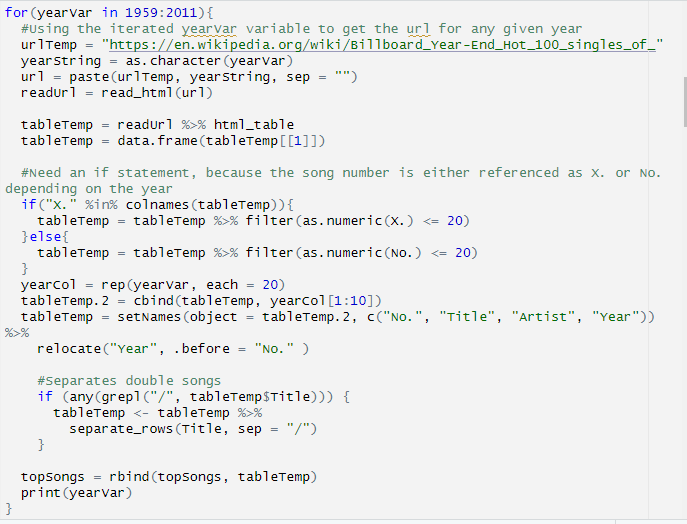 for(yearVar in 1959:2011){
  #Using the iterated yearVar variable to get the url for any given year
  urlTemp = "https://en.wikipedia.org/wiki/Billboard_Year-End_Hot_100_singles_of_"
  yearString = as.character(yearVar)
  url = paste(urlTemp, yearString, sep = "")
  readUrl = read_html(url)

  tableTemp = readUrl %>% html_table
  tableTemp = data.frame(tableTemp[[1]])

  #Need an if statement, because the song number is either referenced as X. or No.
depending on the year
  if("X." %in% colnames(tableTemp)){
    tableTemp = tableTemp %>% filter(as.numeric(X.) <= 20)
  }else{
    tableTemp = tableTemp %>% filter(as.numeric(No.) <= 20)
  }
  yearCol = rep(yearVar, each = 20)
  tableTemp.2 = cbind(tableTemp, yearCol[1:10])
  tableTemp = setNames(object = tableTemp.2, c("No.", "Title", "Artist", "Year"))
%>%
    relocate("Year", .before = "No." )

    #Separates double songs
    if (any(grepl("/", tableTemp$Title))) {
      tableTemp <- tableTemp %>%
        separate_rows(Title, sep = "/")
    }

  topSongs = rbind(topSongs, tableTemp)
  print(yearVar)
}